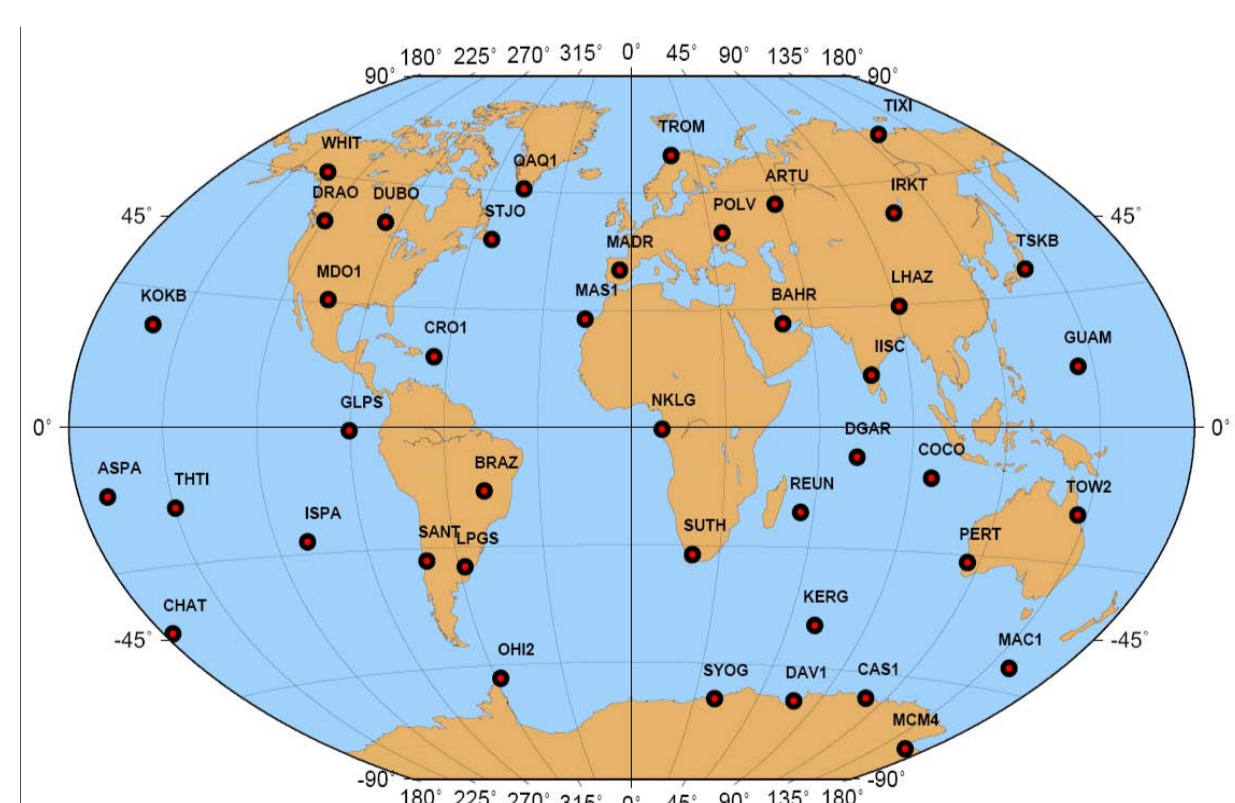 180° 225° 270° 315° 0° 45° 90° 135° 180°
90° 90°
TIXI
TROM
WHIT
QAQ1
ARTU
DRAO DUBO IRKT
POLV
45° STJO 45°
MADR TSKB
MDO1 LHAZ
KOKB MAS1 BAHR
CRO1 GUAM
IISC
GLPS NKLG
0° DGAR 0°
COCO
ASPA BRAZ
THTI REUN TOW2
ISPA SUTH
SANT LPGS PERT
CHAT KERG
-45° MAC1 -45°
OHI2
SYOG DAV1 CAS1
MCM4
-90° -90°
180° 225° 270° 315° 0° 45° 90° 135° 180°